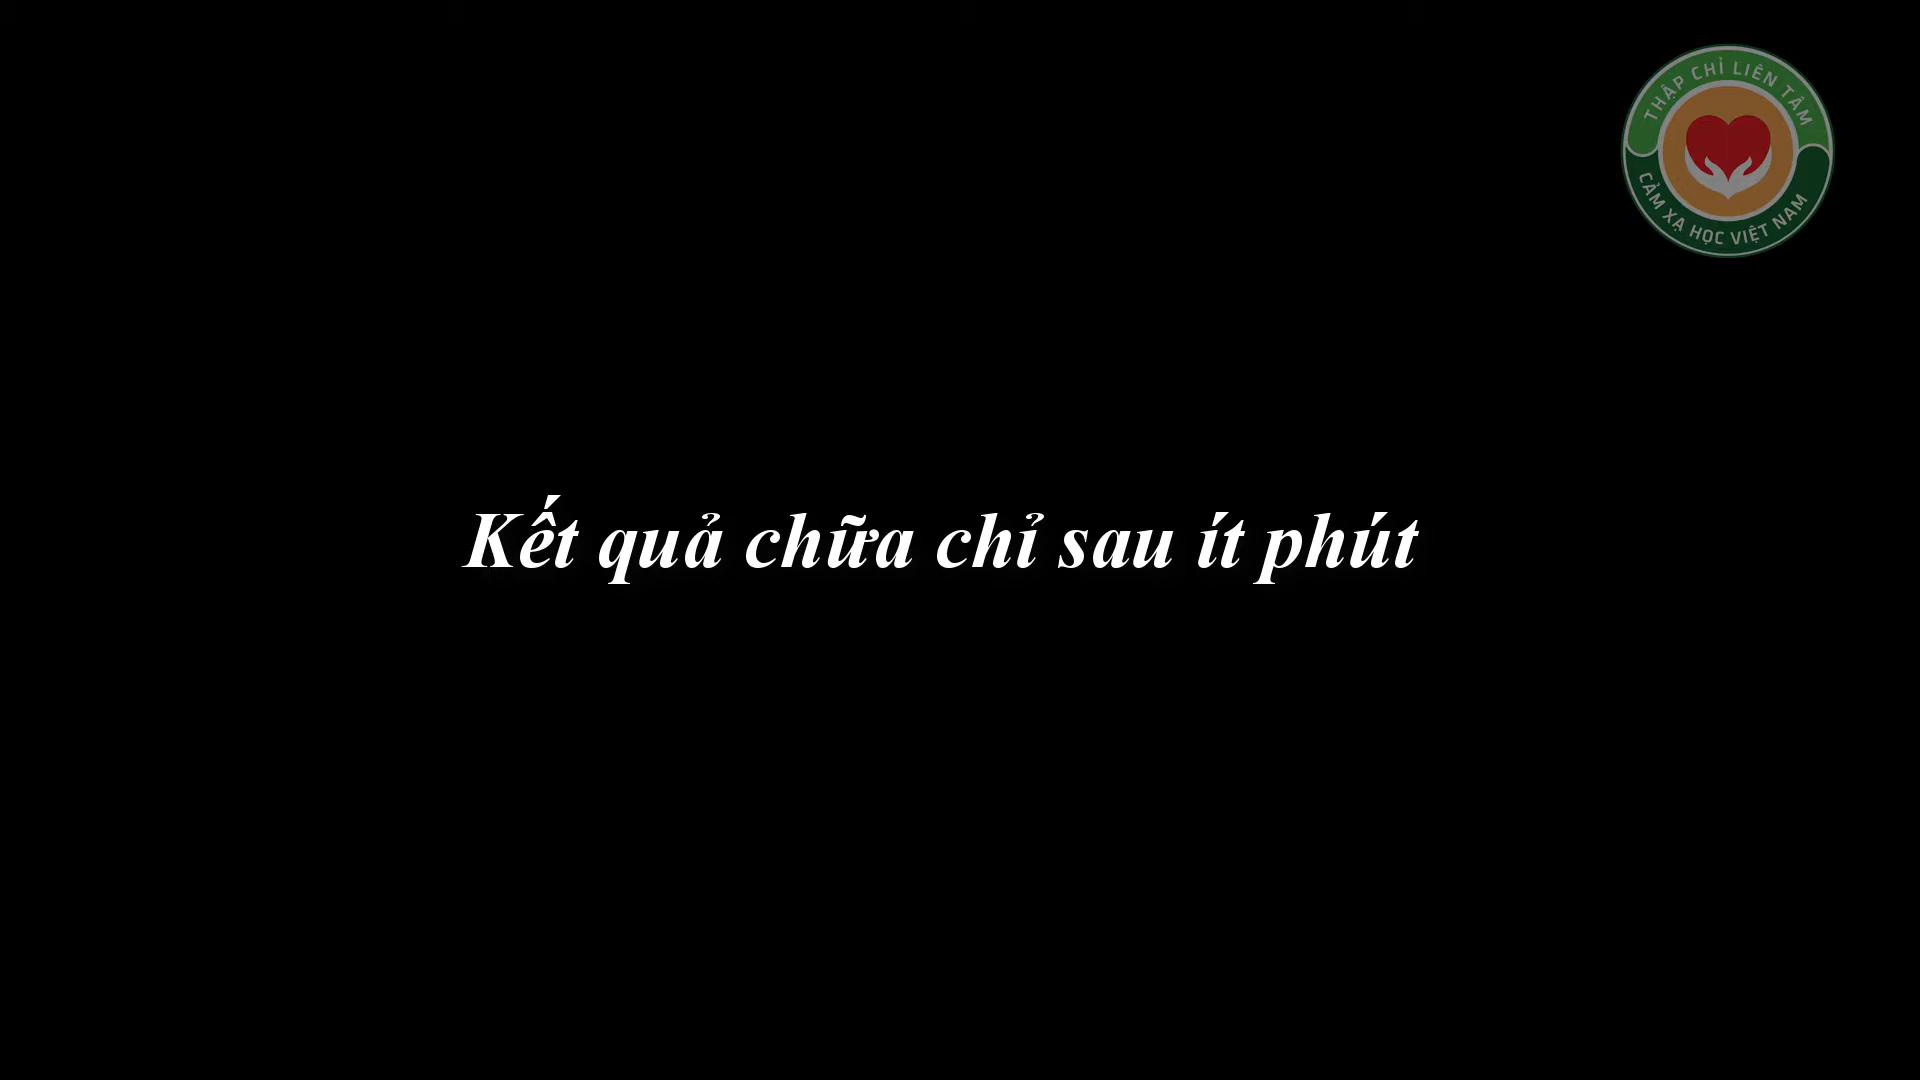 THẬP CHỈ LIÊN TÂM
CẢM XẠ HỌC VIỆT NAM
Kết quả chữa chỉ sau ít phút